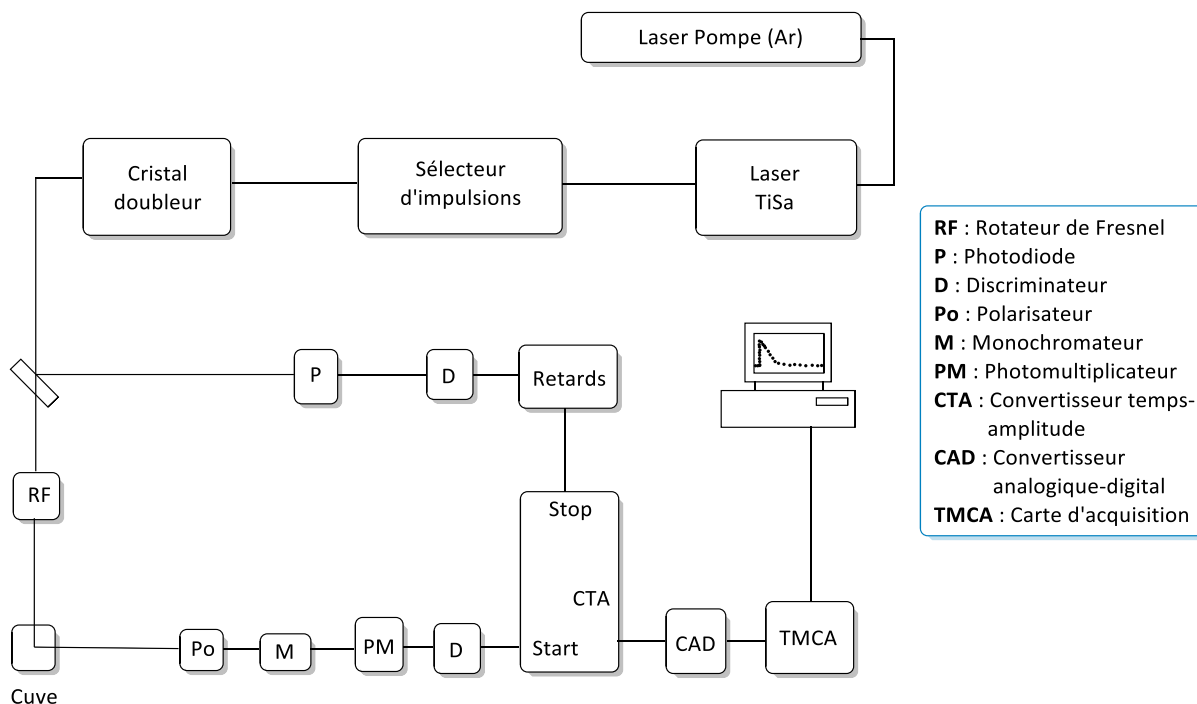 Laser Pompe (Ar)
Cristal
doubleur
Sélecteur
d'impulsions
Laser
TiSa
RF : Rotateur de Fresnel
P : Photodiode
D : Discriminateur
Po : Polarisateur
M : Monochromateur
PM : Photomultiplicateur
CTA : Convertisseur temps-
amplitude
CAD : Convertisseur
analogique-digital
TMCA : Carte d'acquisition
P
D
Retards
RF
Stop
CTA
Start
Po
M
PM
D
CAD
TMCA
Cuve